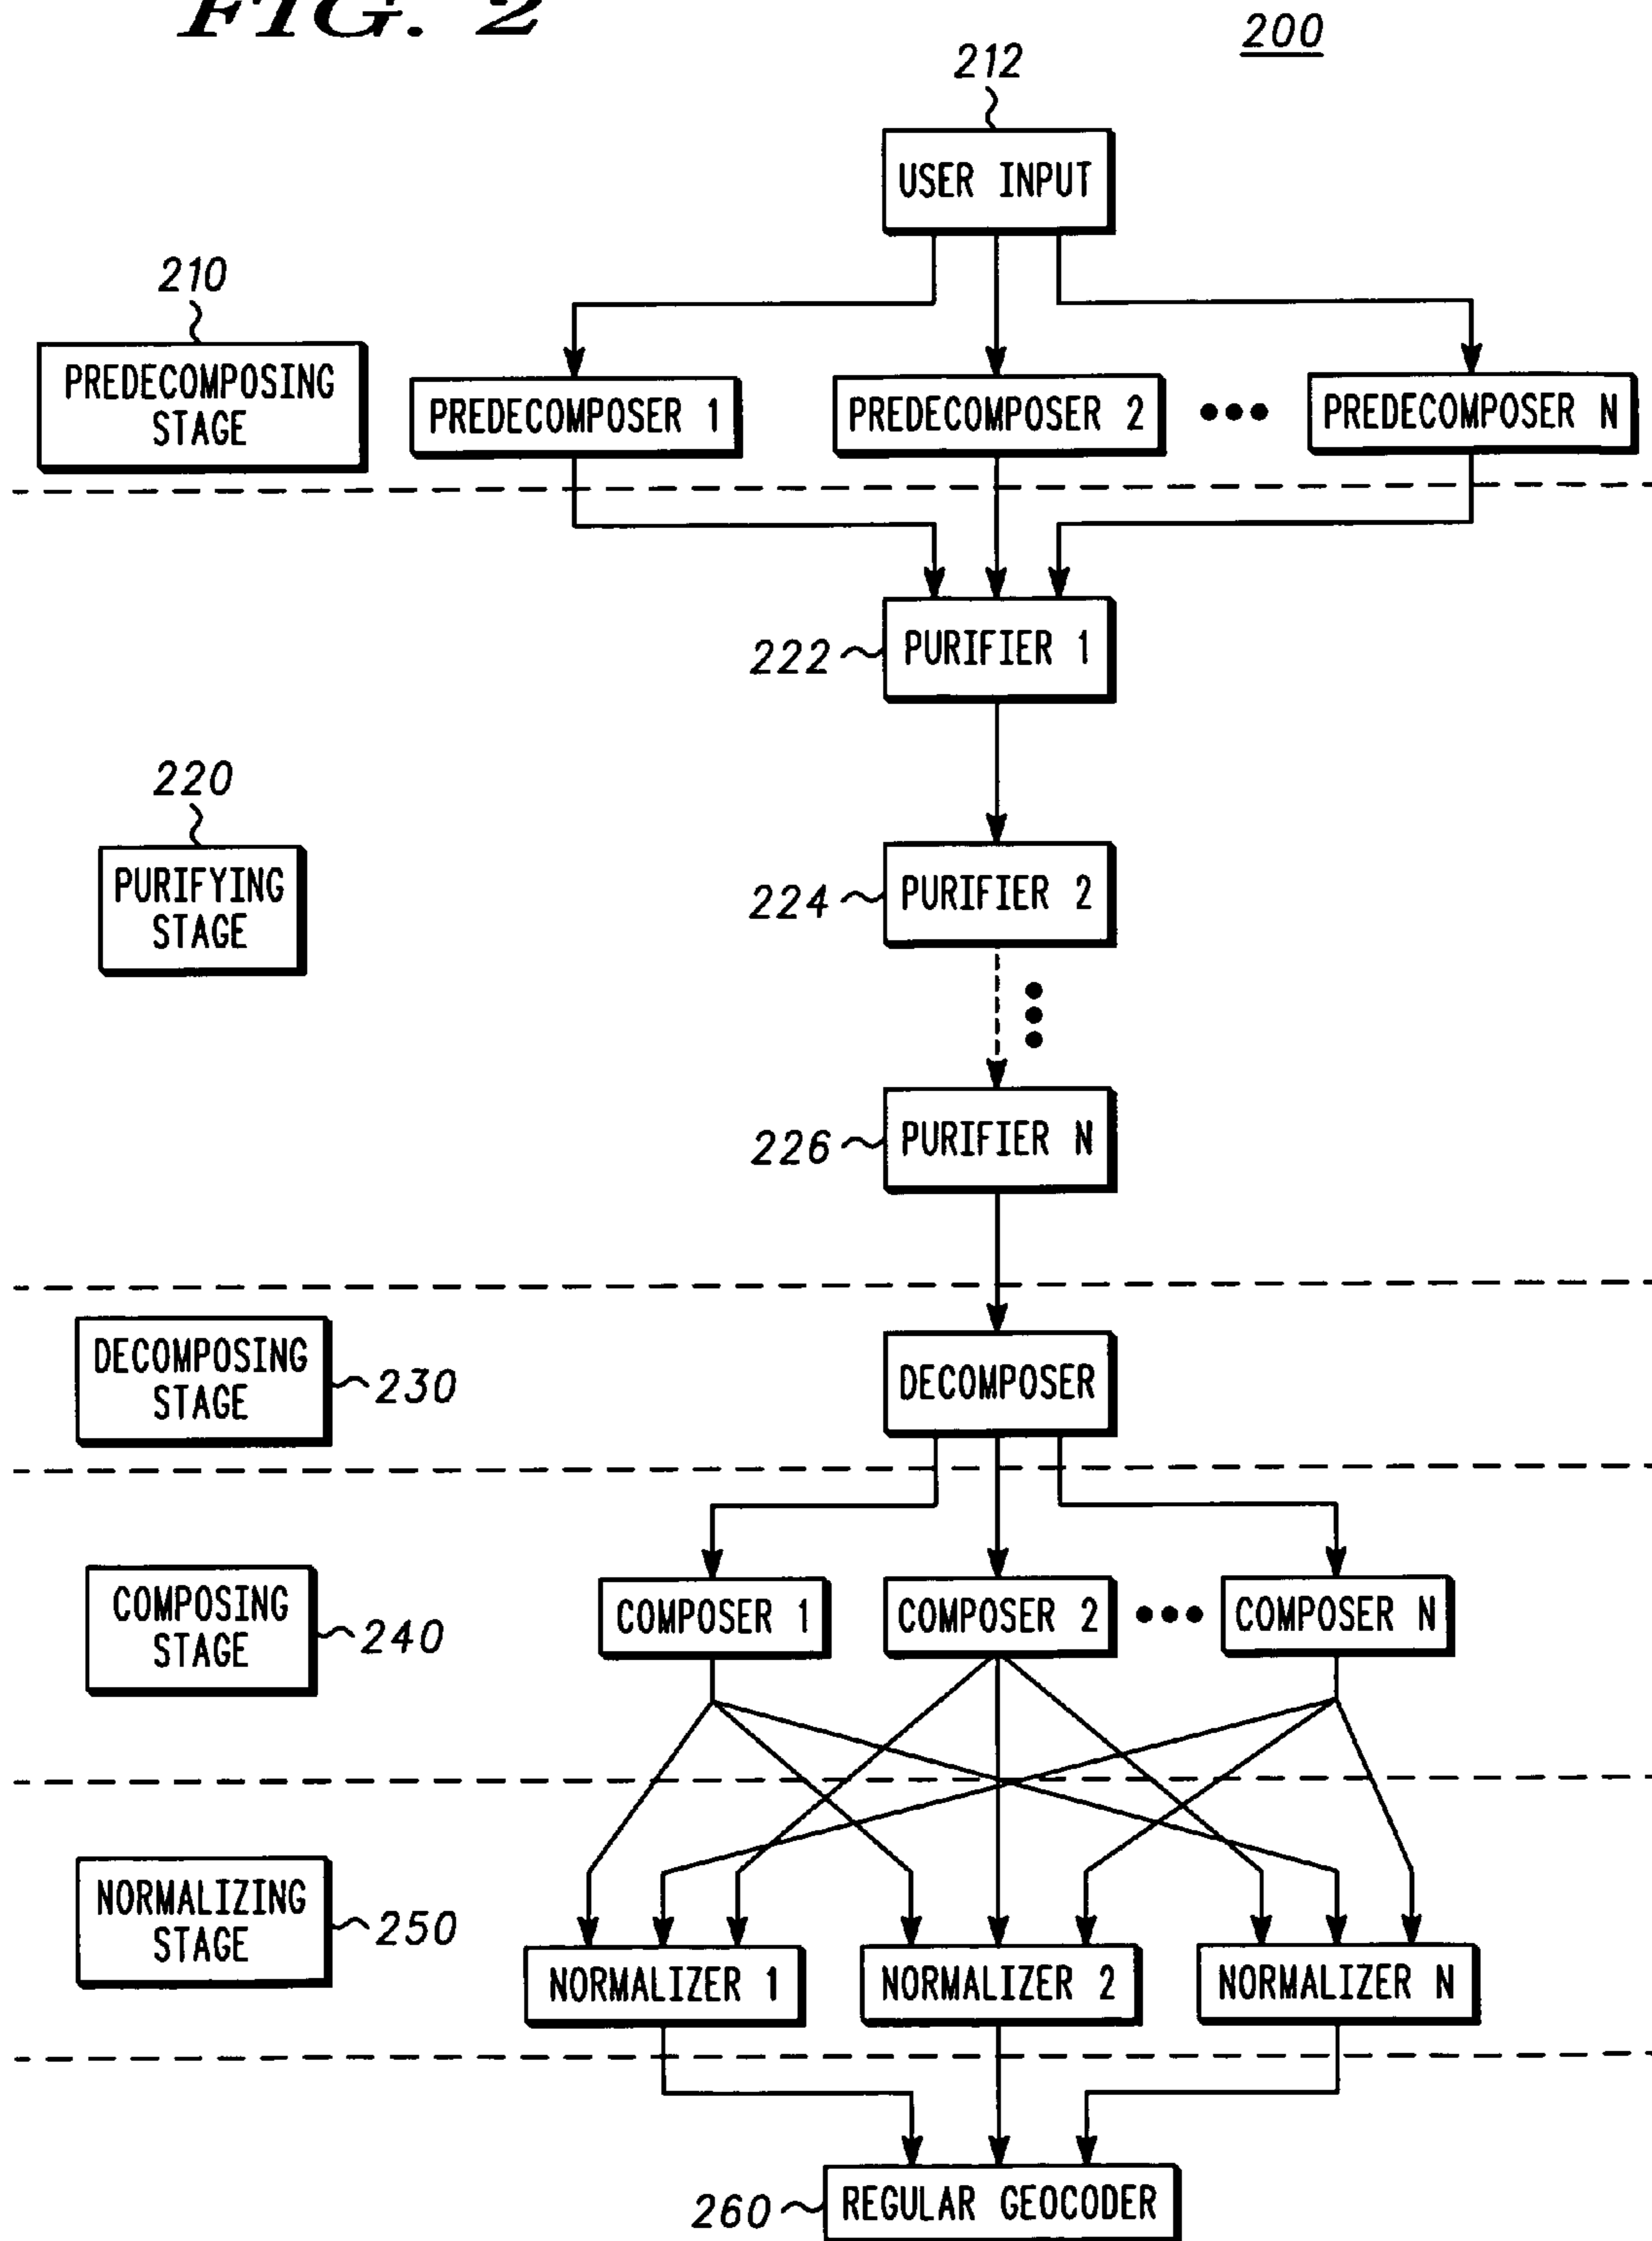 FIG. 2
200
212
USER INPUT
210
PREDECOMPOSING
STAGE
PREDECOMPOSER 1
PREDECOMPOSER 2
PREDECOMPOSER N
222
PURIFIER 1
220
PURIFYING
STAGE
224
PURIFIER 2
226
PURIFIER N
DECOMPOSING
STAGE
230
DECOMPOSER
COMPOSING
STAGE
240
COMPOSER 1
COMPOSER 2
COMPOSER N
NORMALIZING
STAGE
250
NORMALIZER 1
NORMALIZER 2
NORMALIZER N
260
REGULAR GEOCODER